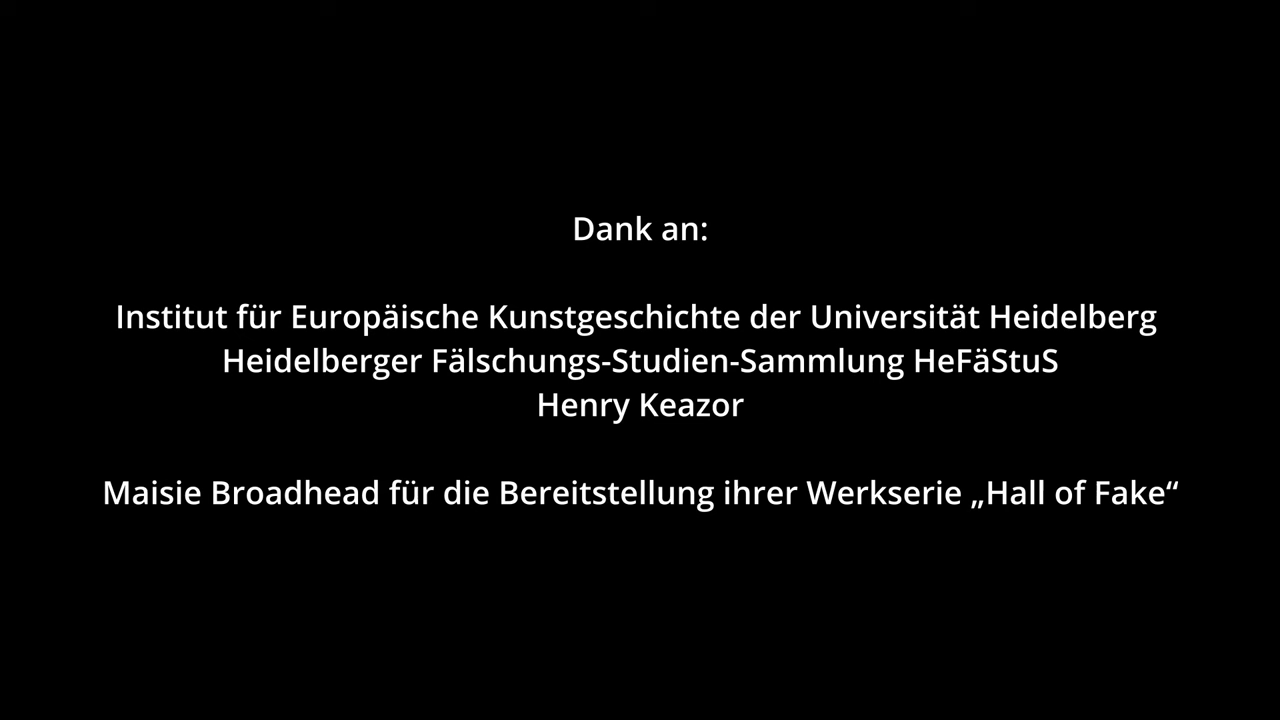 Dank an:
Institut für Europäische Kunstgeschichte der Universität Heidelberg
Heidelberger Fälschungs-Studien-Sammlung HeFäStuS
Henry Keazor
Maisie Broadhead für die Bereitstellung ihrer Werkserie „Hall of Fake“